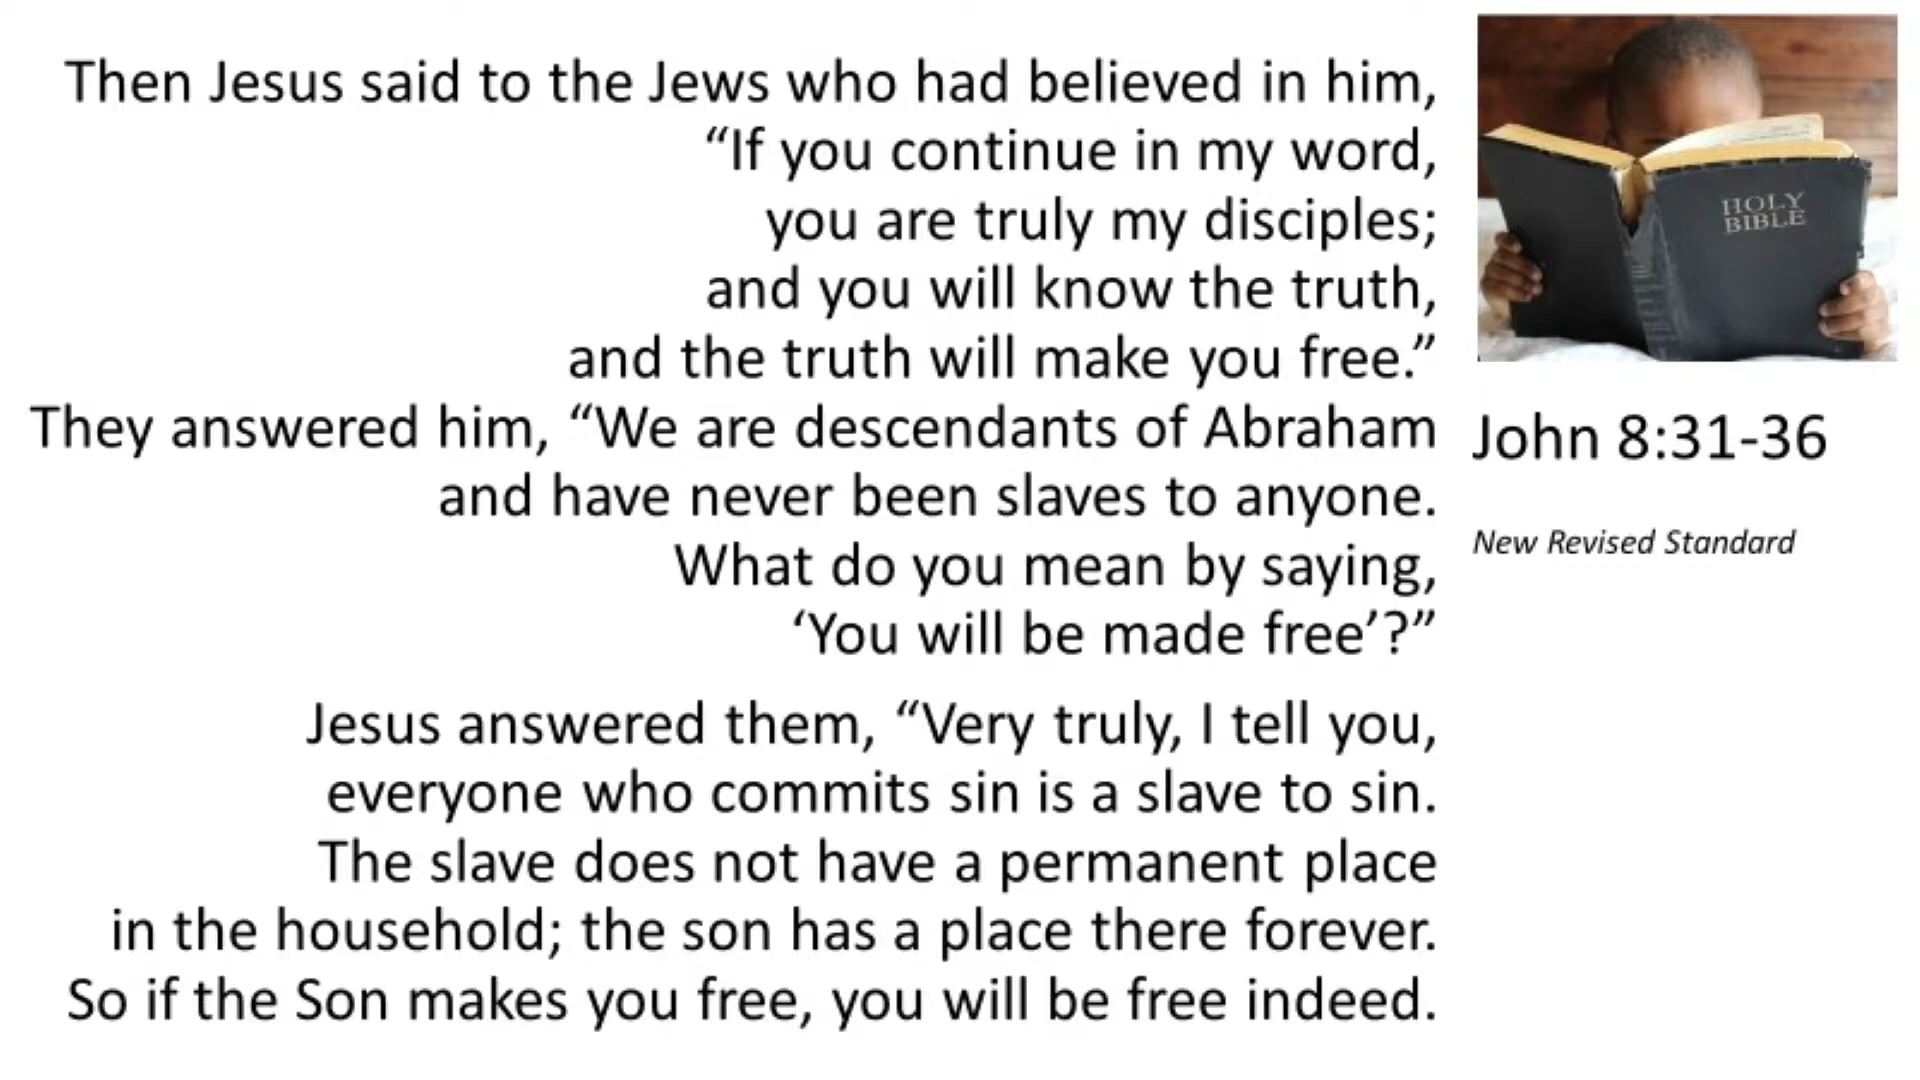 Then Jesus said to the Jews who had believed in him,
“If you continue in my word,
you are truly my disciples;
and you will know the truth,
and the truth will make you free.”
They answered him, “We are descendants of Abraham
and have never been slaves to anyone.
What do you mean by saying,
‘You will be made free’?”
Jesus answered them, “Very truly, I tell you,
everyone who commits sin is a slave to sin.
The slave does not have a permanent place
in the household; the son has a place there forever.
So if the Son makes you free, you will be free indeed.
HOLY
BIBLE
John 8:31-36
New Revised Standard